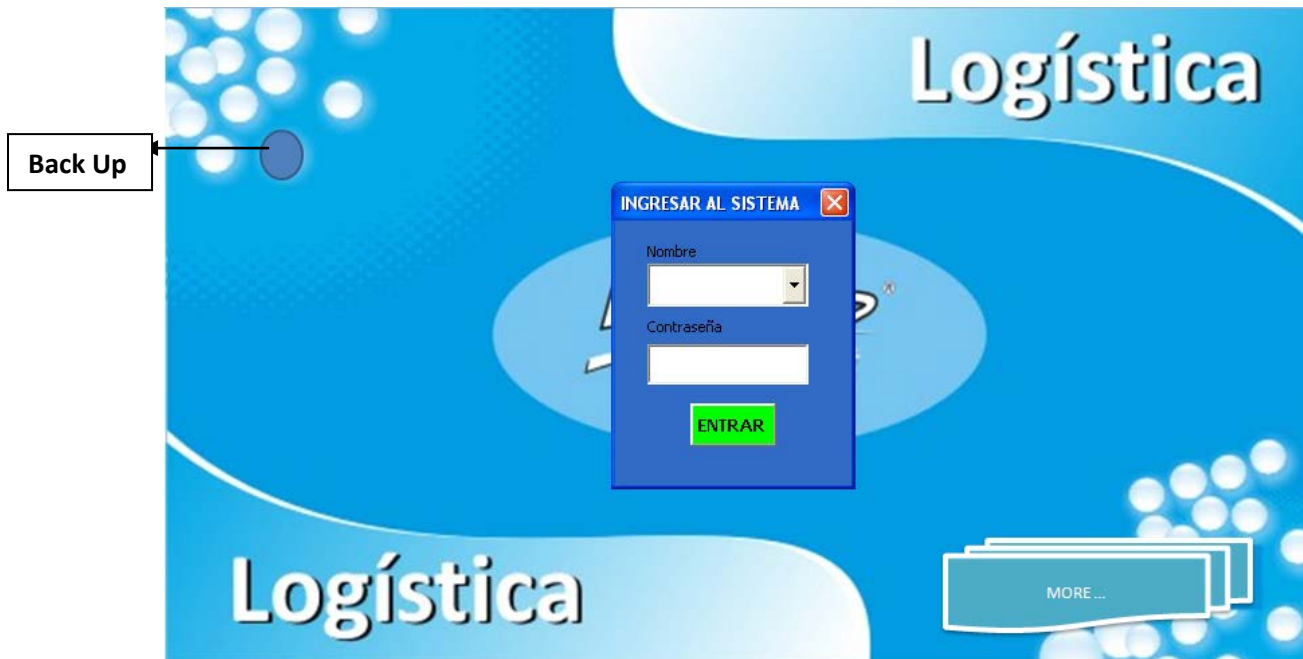 Logística
Back Up
INGRESAR AL SISTEMA
Nombre
®
Contraseña
ENTRAR
Logística
MORE...